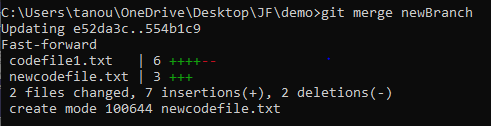 C:\Users\tanou\OneDrive\Desktop\JF\demo>git merge newBranch
Updating e52da3c..554b1c9
Fast-forward
 codefile1.txt   | 6 ++++--
 newcodefile.txt | 3 +++
 2 files changed, 7 insertions(+), 2 deletions(-)
 create mode 100644 newcodefile.txt